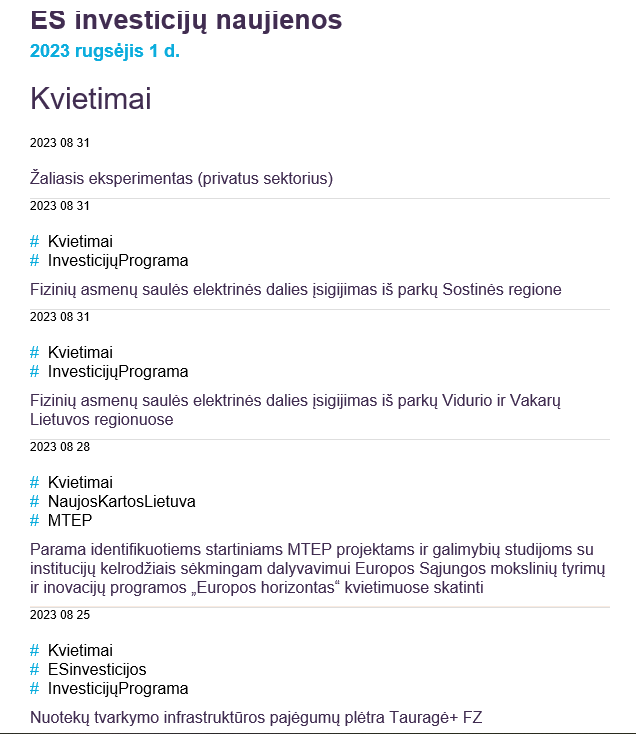 ES investicijų naujienos
2023 rugsėjis 1 d.
Kvietimai
2023 08 31
Žaliasis eksperimentas (privatus sektorius)
2023 08 31
# Kvietimai
# InvesticijųPrograma
Fizinių asmenų saulės elektrinės dalies įsigijimas iš parkų Sostinės regione
2023 08 31
# Kvietimai
# InvesticijųPrograma
Fizinių asmenų saulės elektrinės dalies įsigijimas iš parkų Vidurio ir Vakarų
Lietuvos regionuose
2023 08 28
# Kvietimai
# NaujosKartosLietuva
# MTEP
Parama identifikuotiems startiniams MTEP projektams ir galimybių studijoms su
institucijų kelrodžiais sėkmingam dalyvavimui Europos Sąjungos mokslinių tyrimų
ir inovacijų programos „Europos horizontas“ kvietimuose skatinti
2023 08 25
# Kvietimai
# ESinvesticijos
# InvesticijųPrograma
Nuotekų tvarkymo infrastruktūros pajėgumų plėtra Tauragė+ FZ